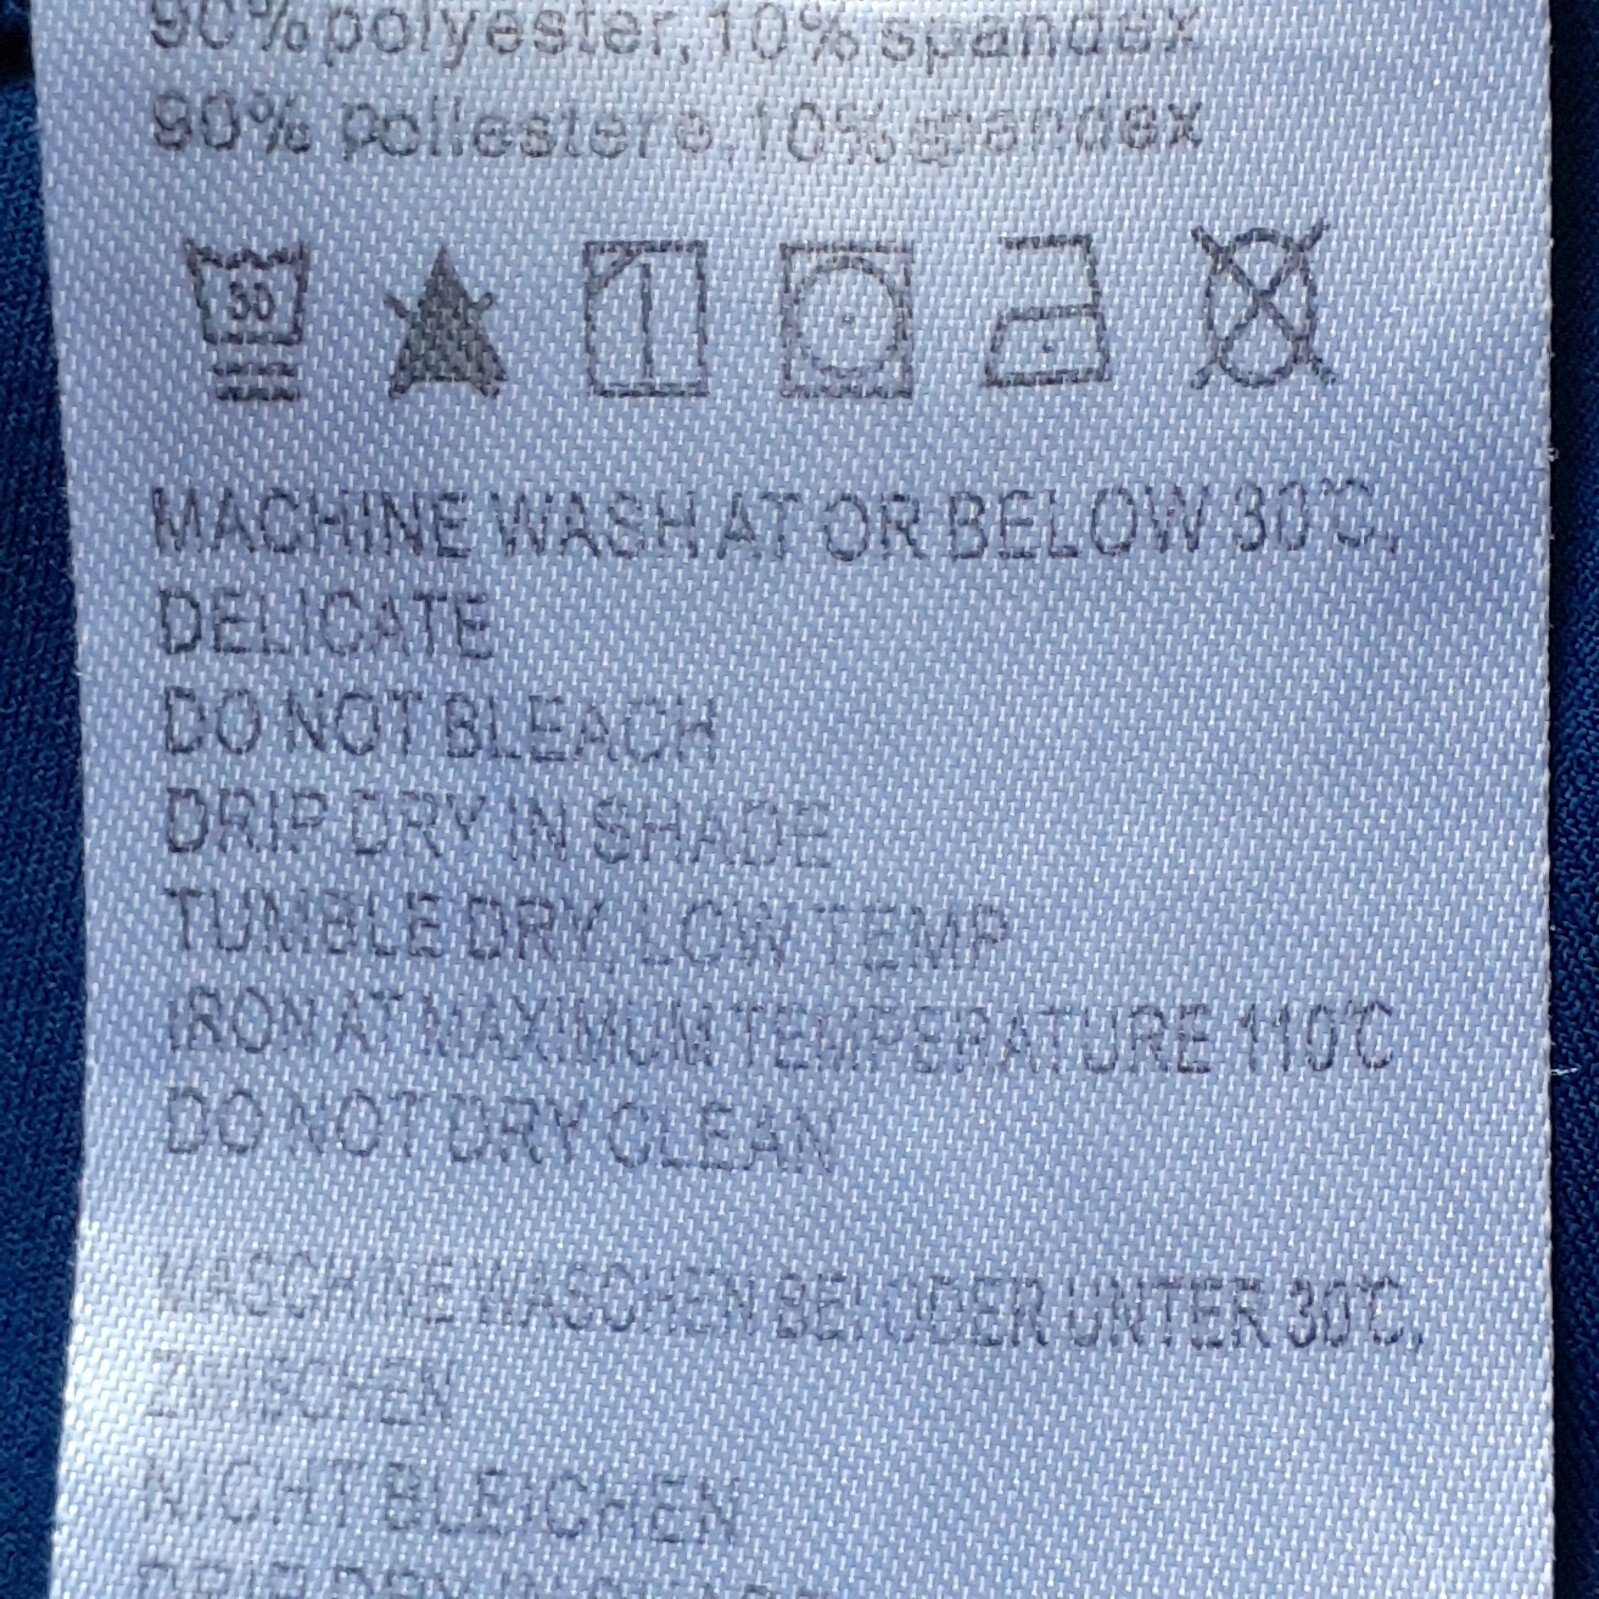 90% polyester, 10% spandex
90% poliestere, 10% spandex
30
MACHINE WASH AT OR BELOW 30°C,
DELICATE
DO NOT BLEACH
DRIP DRY IN SHADE
TUMBLE DRY, LOW TEMP
IRON AT MAXIMUM TEMPERATURE 110°C
DO NOT DRY CLEAN
MASCHINE WASCHEN BEI ODER UNTER 30°C,
NICHT BLEICHEN